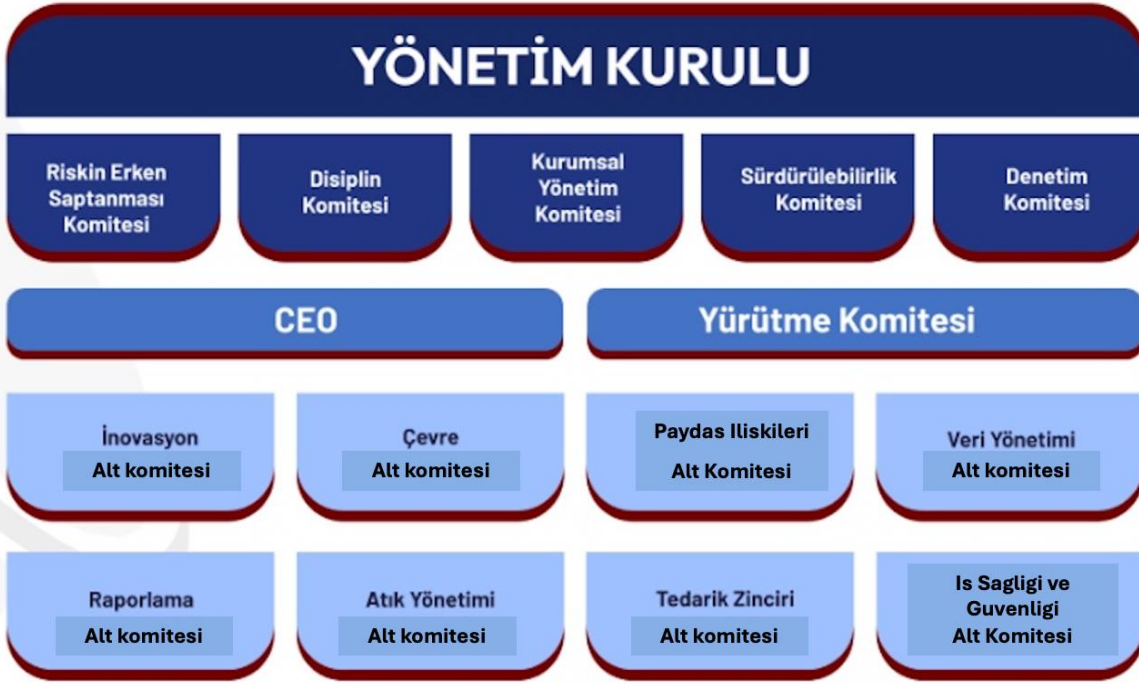 YÖNETİM KURULU
Riskin Erken
Saptanması
Komitesi
Disiplin
Komitesi
Kurumsal
Yönetim
Komitesi
Sürdürülebilirlik
Komitesi
Denetim
Komitesi
CEO
Yürütme Komitesi
İnovasyon
Alt komitesi
Çevre
Alt komitesi
Paydas Iliskileri
Alt Komitesi
Veri Yönetimi
Alt komitesi
Raporlama
Alt komitesi
Atık Yönetimi
Alt komitesi
Tedarik Zinciri
Alt komitesi
Is Sagligi ve
Guvenligi
Alt Komitesi